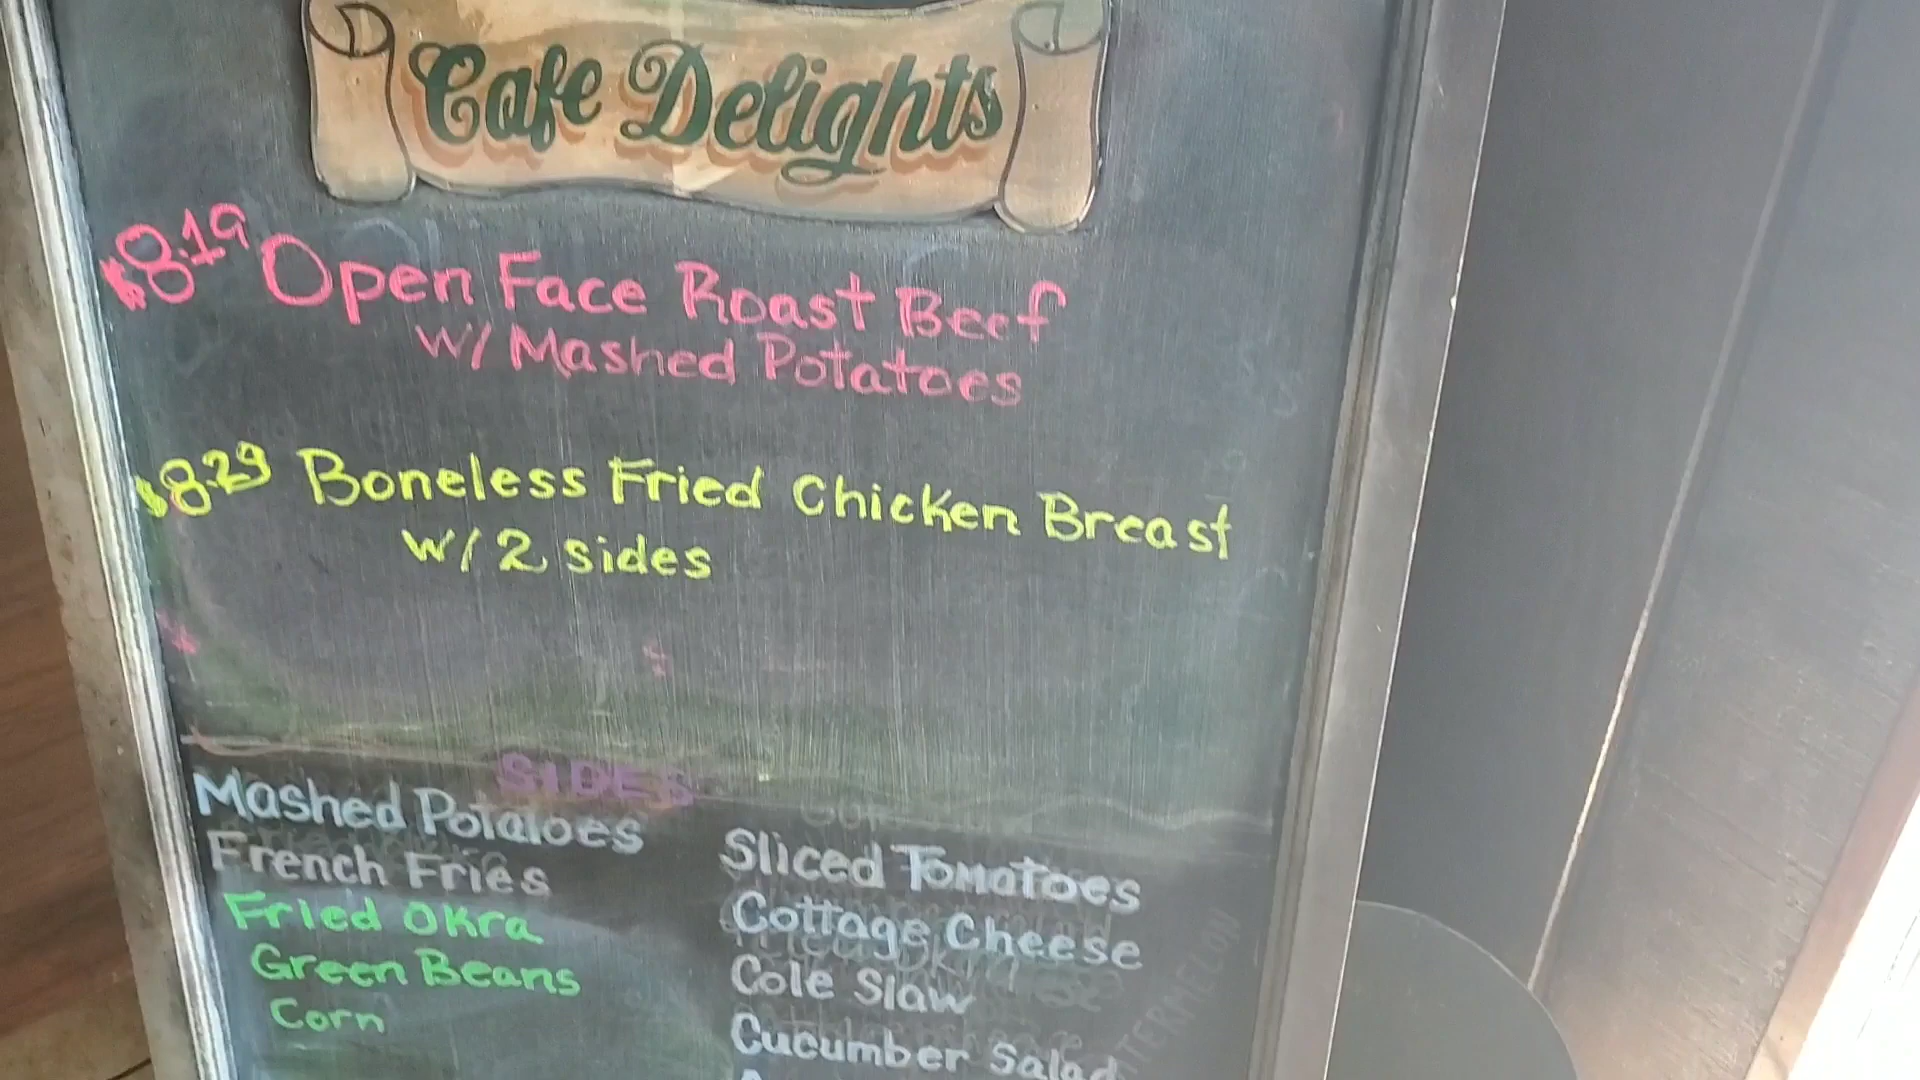 Cafe Delights
$8.19 Open Face Roast Beef
w/ Mashed Potatoes
$8.29 Boneless Fried Chicken Breast
w/ 2 sides
SIDES
Mashed Potatoes
French Fries
Fried Okra
Green Beans
Corn
Sliced Tomatoes
Cottage Cheese
Cole Slaw
Cucumber Salad